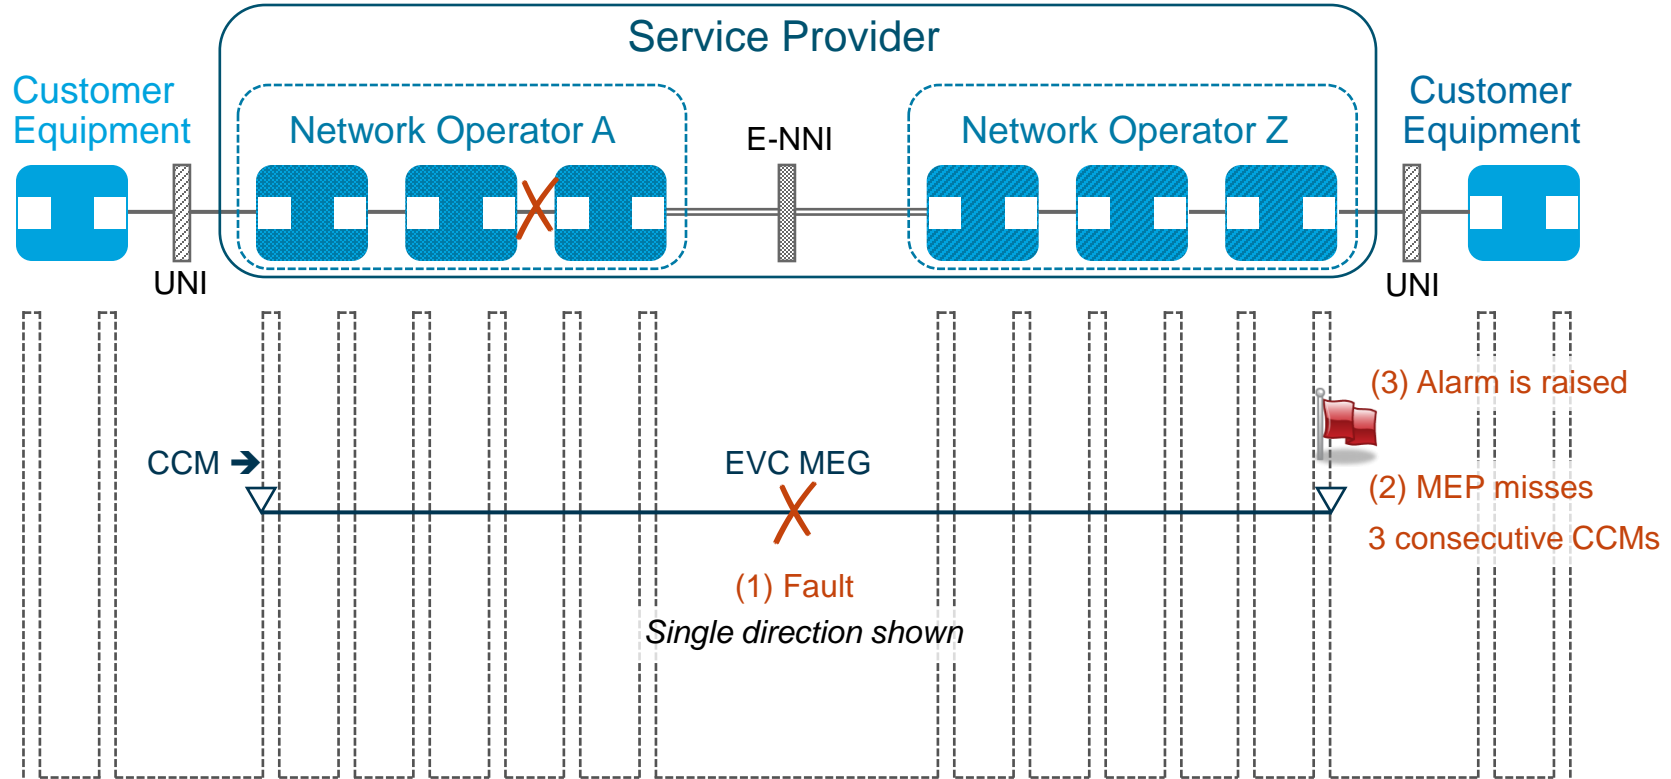 Service Provider
Customer
Equipment
Network Operator A
E-NNI
Network Operator Z
Customer
Equipment
UNI
UNI
(3) Alarm is raised
CCM
EVC MEG
(2) MEP misses
3 consecutive CCMs
(1) Fault
Single direction shown